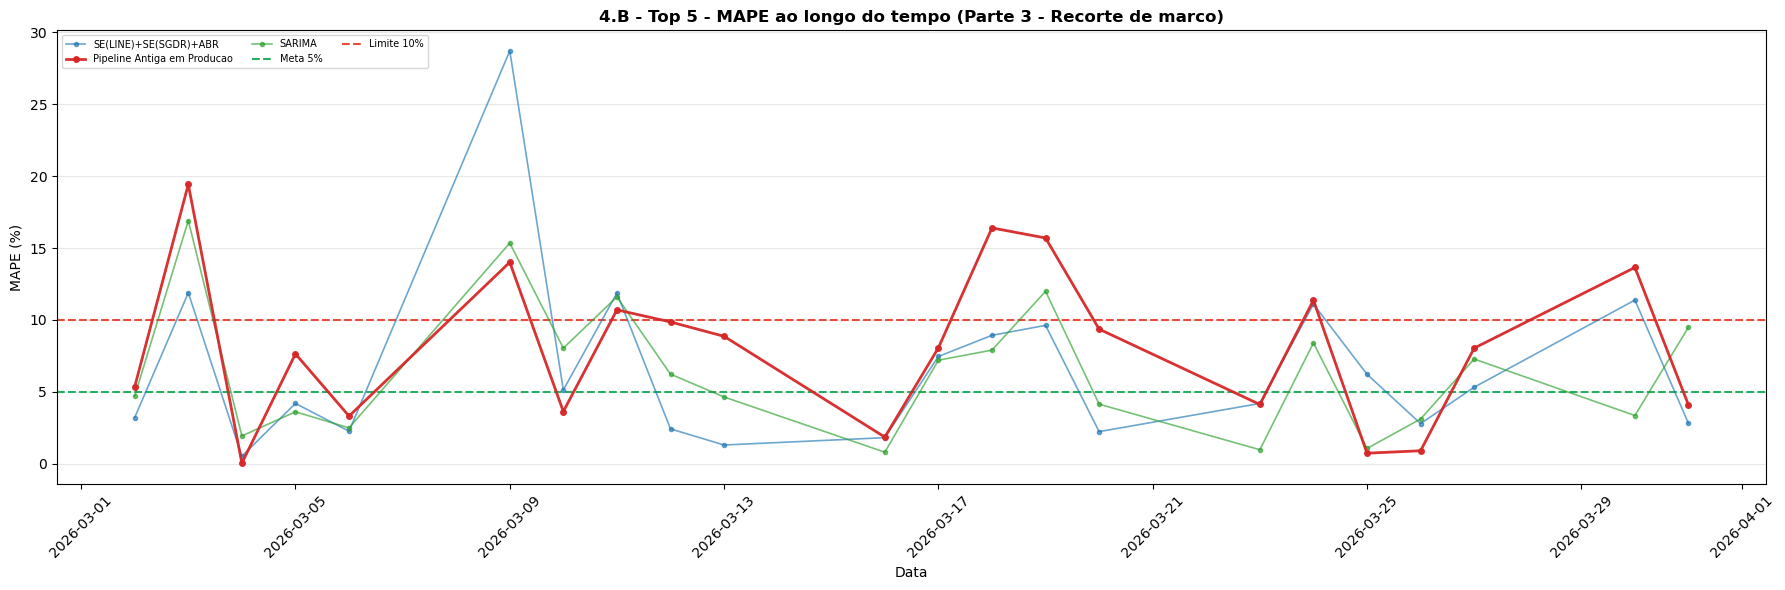 4.B - Top 5 - MAPE ao longo do tempo (Parte 3 - Recorte de marco)
SE(LINE)+SE(SGDR)+ABR
Pipeline Antiga em Producao
SARIMA
Meta 5%
Limite 10%
MAPE (%)
30
25
20
15
10
5
0
2026-03-01
2026-03-05
2026-03-09
2026-03-13
2026-03-17
2026-03-21
2026-03-25
2026-03-29
2026-04-01
Data